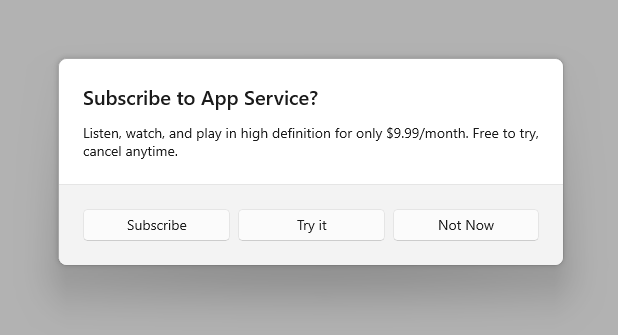 Subscribe to App Service?
Listen, watch, and play in high definition for only $9.99/month. Free to try,
cancel anytime.
Subscribe
Try it
Not Now